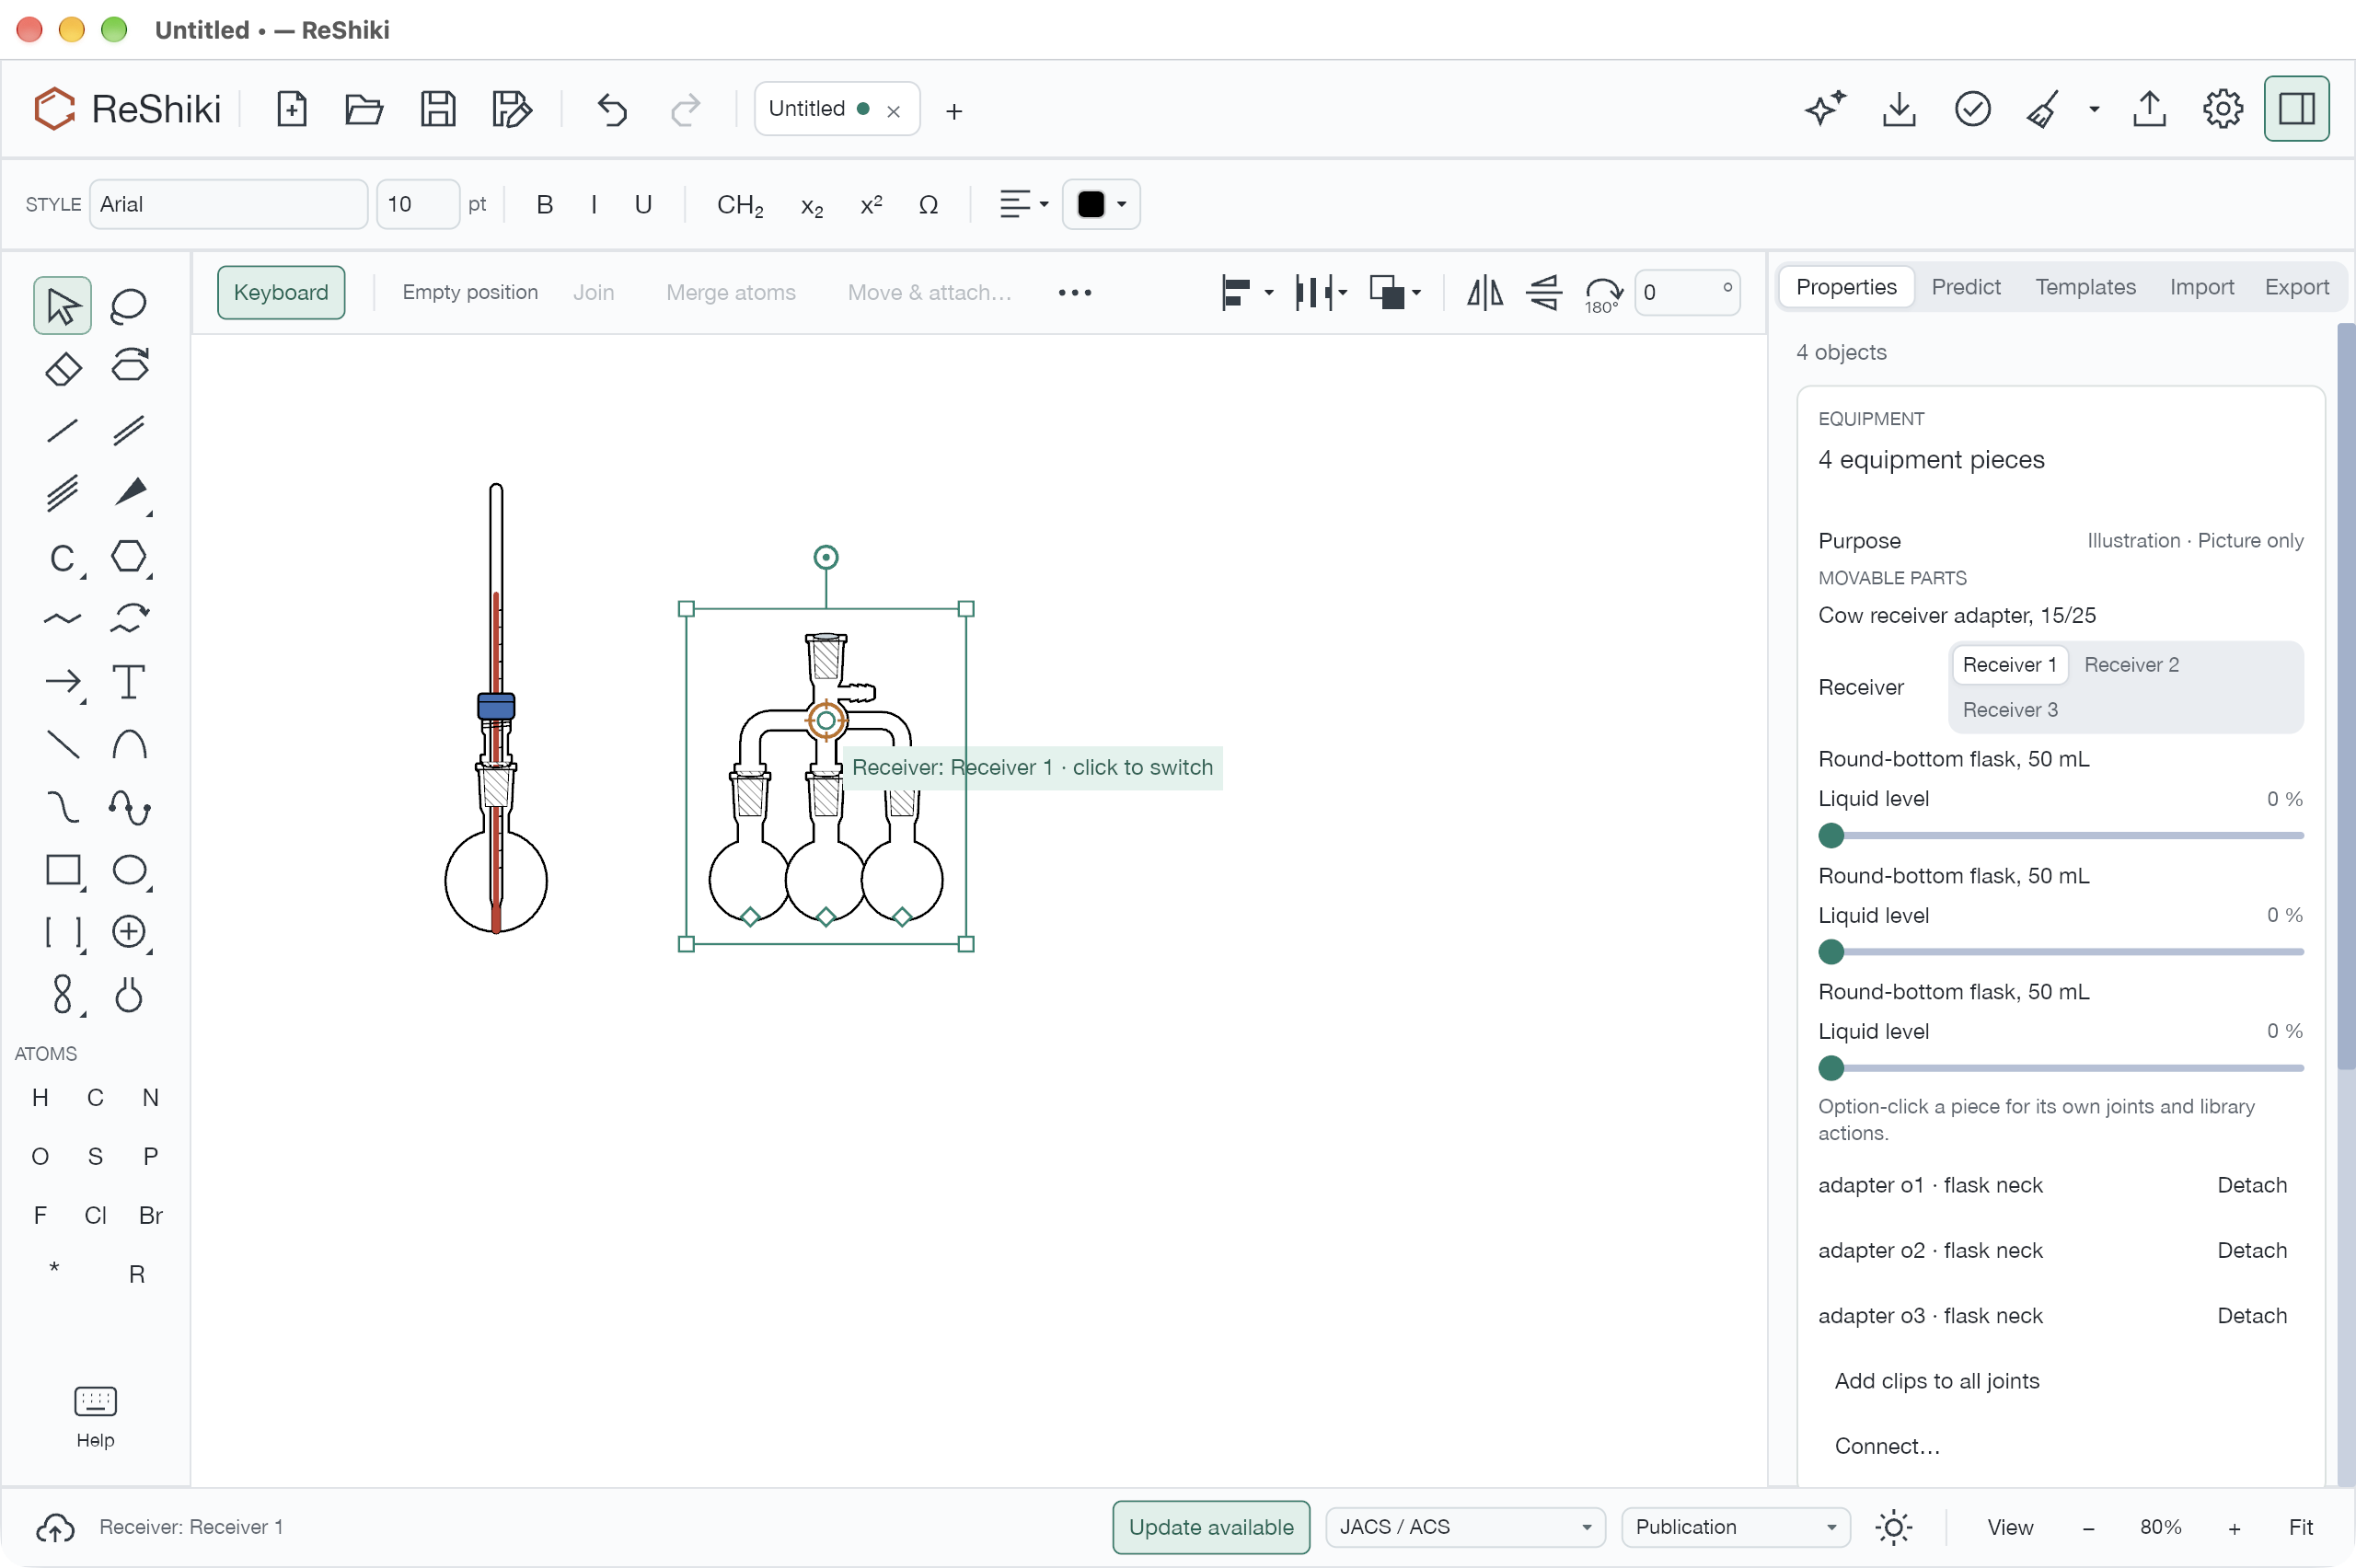 Untitled • — ReShiki
ReShiki
Untitled
STYLE Arial 10 pt B I U CH₂ x₂ x² Ω
Keyboard Empty position Join Merge atoms Move & attach... 180° 0 °
Properties Predict Templates Import Export
4 objects
EQUIPMENT
4 equipment pieces
Purpose Illustration · Picture only
MOVABLE PARTS
Cow receiver adapter, 15/25
Receiver Receiver 1 Receiver 2
Receiver 3
Round-bottom flask, 50 mL
Liquid level 0 %
Round-bottom flask, 50 mL
Liquid level 0 %
Round-bottom flask, 50 mL
Liquid level 0 %
Option-click a piece for its own joints and library
actions.
adapter o1 · flask neck Detach
adapter o2 · flask neck Detach
adapter o3 · flask neck Detach
Add clips to all joints
Connect...
Receiver: Receiver 1 · click to switch
C
T
[ ]
ATOMS
H C N
O S P
F Cl Br
* R
Help
Receiver: Receiver 1 Update available JACS / ACS Publication View − 80% + Fit